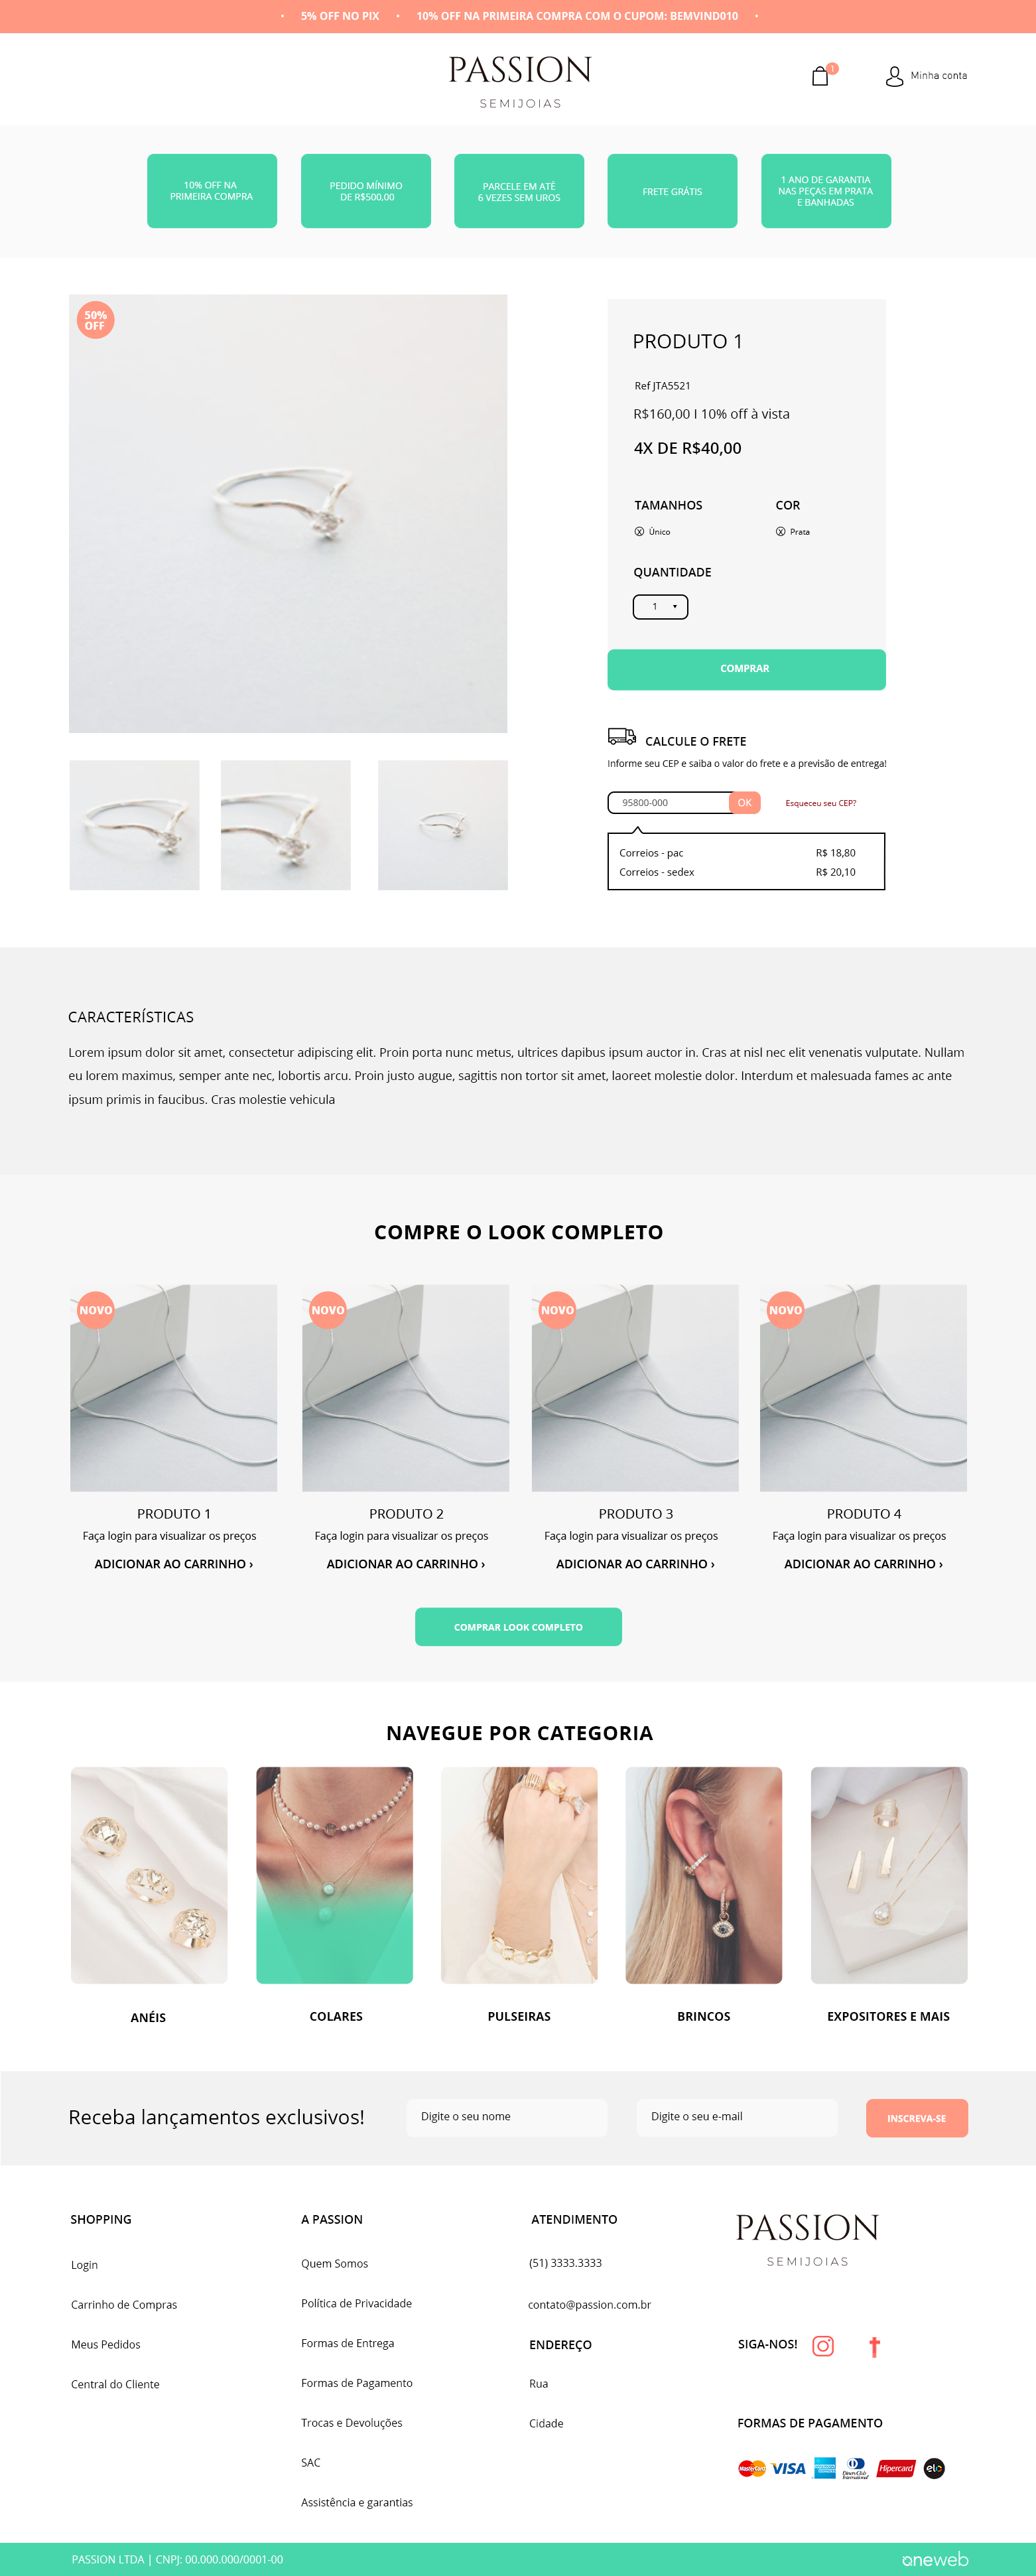 • 5% OFF NO PIX • 10% OFF NA PRIMEIRA COMPRA COM O CUPOM: BEMVIND010 •
PASSION
SEMIJOIAS
1
Minha conta
10% OFF NA
PRIMEIRA COMPRA
PEDIDO MÍNIMO
DE R$500,00
PARCELE EM ATÉ
6 VEZES SEM UROS
FRETE GRÁTIS
1 ANO DE GARANTIA
NAS PEÇAS EM PRATA
E BANHADAS
50%
OFF
PRODUTO 1
Ref JTA5521
R$160,00 I 10% off à vista
4X DE R$40,00
TAMANHOS
Único
COR
Prata
QUANTIDADE
1
COMPRAR
CALCULE O FRETE
Informe seu CEP e saiba o valor do frete e a previsão de entrega!
95800-000
OK
Esqueceu seu CEP?
Correios - pac R$ 18,80
Correios - sedex R$ 20,10
CARACTERÍSTICAS
Lorem ipsum dolor sit amet, consectetur adipiscing elit. Proin porta nunc metus, ultrices dapibus ipsum auctor in. Cras at nisl nec elit venenatis vulputate. Nullam
eu lorem maximus, semper ante nec, lobortis arcu. Proin justo augue, sagittis non tortor sit amet, laoreet molestie dolor. Interdum et malesuada fames ac ante
ipsum primis in faucibus. Cras molestie vehicula
COMPRE O LOOK COMPLETO
NOVO
PRODUTO 1
Faça login para visualizar os preços
ADICIONAR AO CARRINHO ›
NOVO
PRODUTO 2
Faça login para visualizar os preços
ADICIONAR AO CARRINHO ›
NOVO
PRODUTO 3
Faça login para visualizar os preços
ADICIONAR AO CARRINHO ›
NOVO
PRODUTO 4
Faça login para visualizar os preços
ADICIONAR AO CARRINHO ›
COMPRAR LOOK COMPLETO
NAVEGUE POR CATEGORIA
ANÉIS
COLARES
PULSEIRAS
BRINCOS
EXPOSITORES E MAIS
Receba lançamentos exclusivos!
Digite o seu nome
Digite o seu e-mail
INSCREVA-SE
SHOPPING
Login
Carrinho de Compras
Meus Pedidos
Central do Cliente
A PASSION
Quem Somos
Política de Privacidade
Formas de Entrega
Formas de Pagamento
Trocas e Devoluções
SAC
Assistência e garantias
ATENDIMENTO
(51) 3333.3333
contato@passion.com.br
ENDEREÇO
Rua
Cidade
PASSION
SEMIJOIAS
SIGA-NOS!
FORMAS DE PAGAMENTO
MasterCard
VISA
Diners Club
International
Hipercard
elo
PASSION LTDA | CNPJ: 00.000.000/0001-00
oneweb